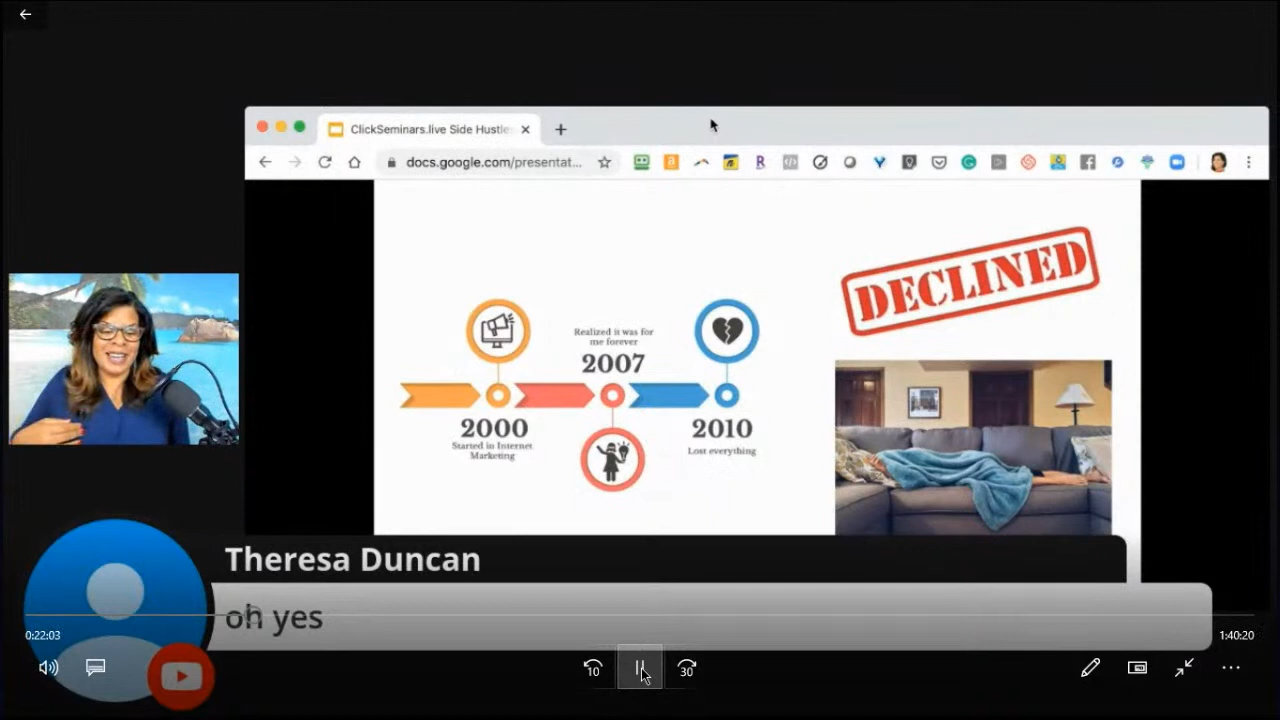 ClickSeminars.live Side Hustle
docs.google.com/presentat...
DECLINED
Realized it was for
me forever
2007
2000
Started in Internet
Marketing
2010
Lost everything
Theresa Duncan
oh yes
0:22:03
1:40:20
10
30